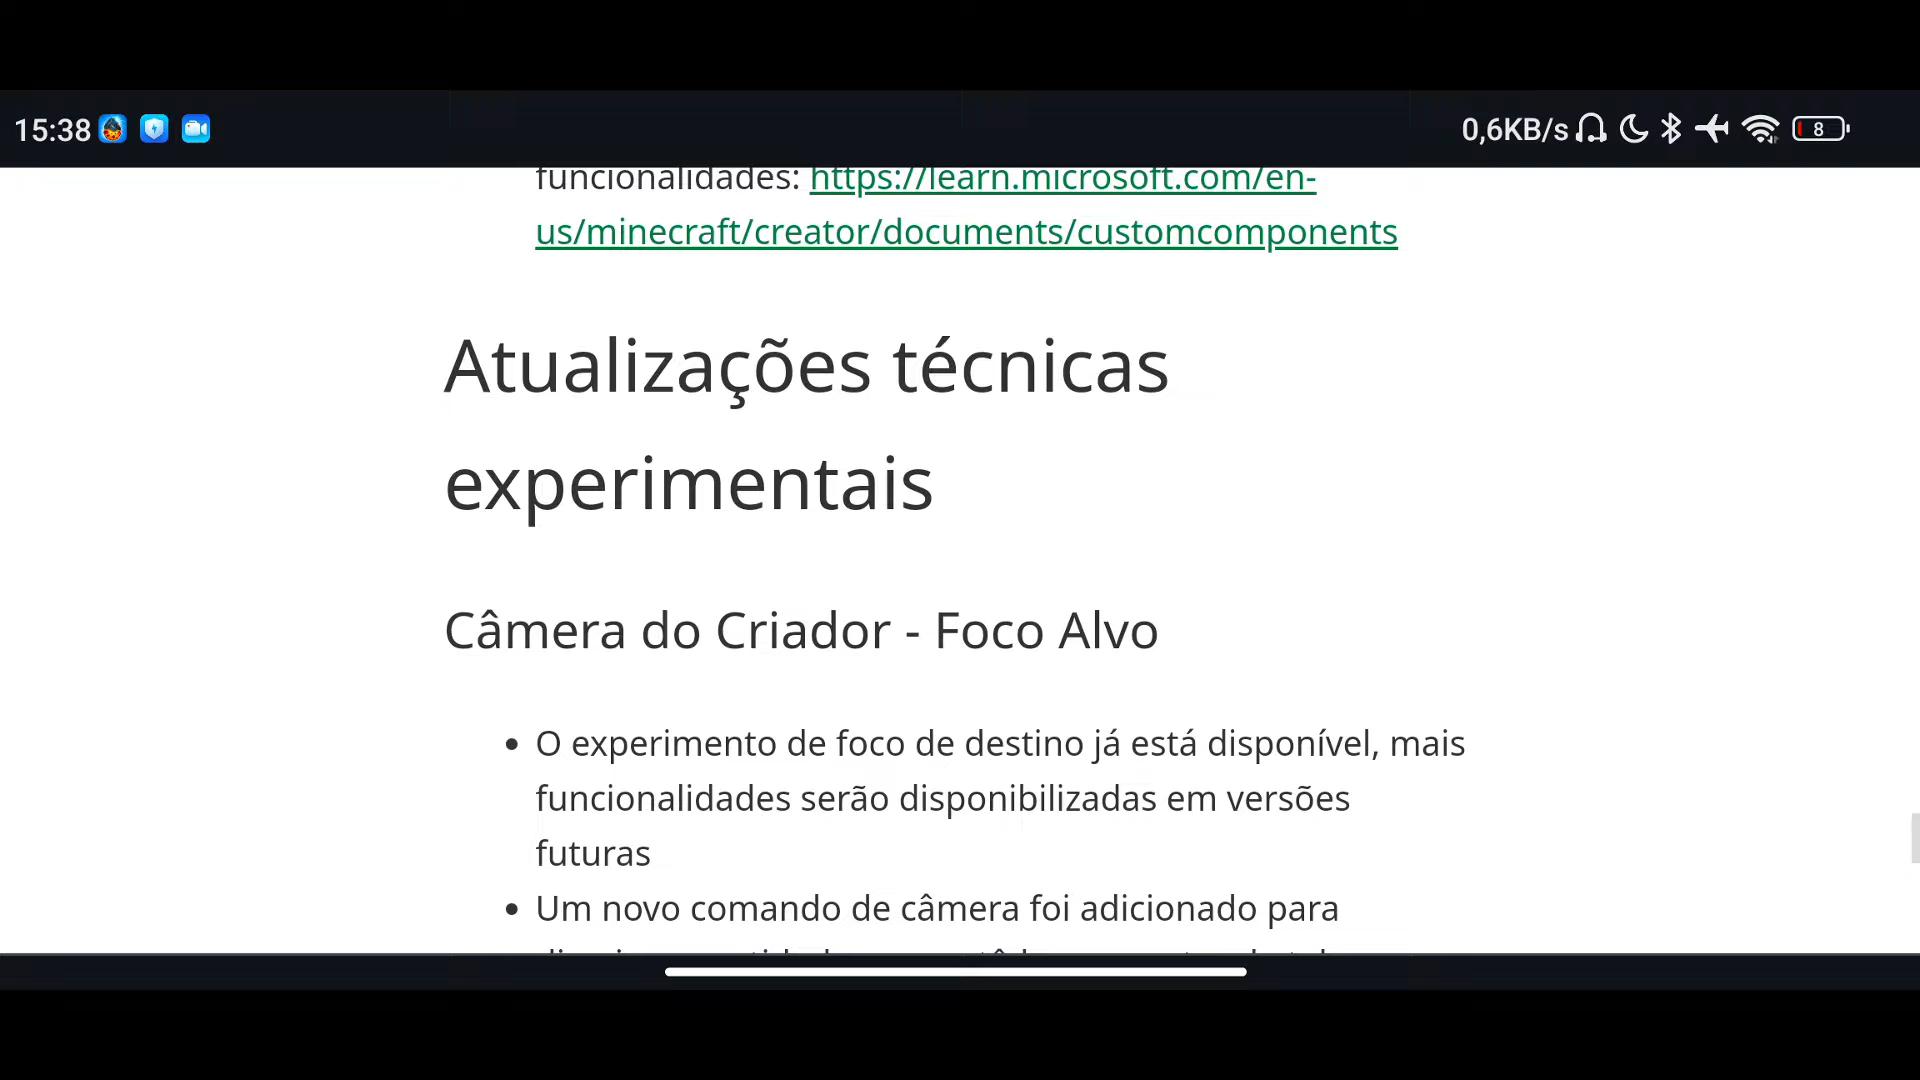 15:38
0,6KB/s
8
funcionalidades: https://learn.microsoft.com/en-
us/minecraft/creator/documents/customcomponents
Atualizações técnicas
experimentais
Câmera do Criador - Foco Alvo
• O experimento de foco de destino já está disponível, mais
funcionalidades serão disponibilizadas em versões
futuras
• Um novo comando de câmera foi adicionado para